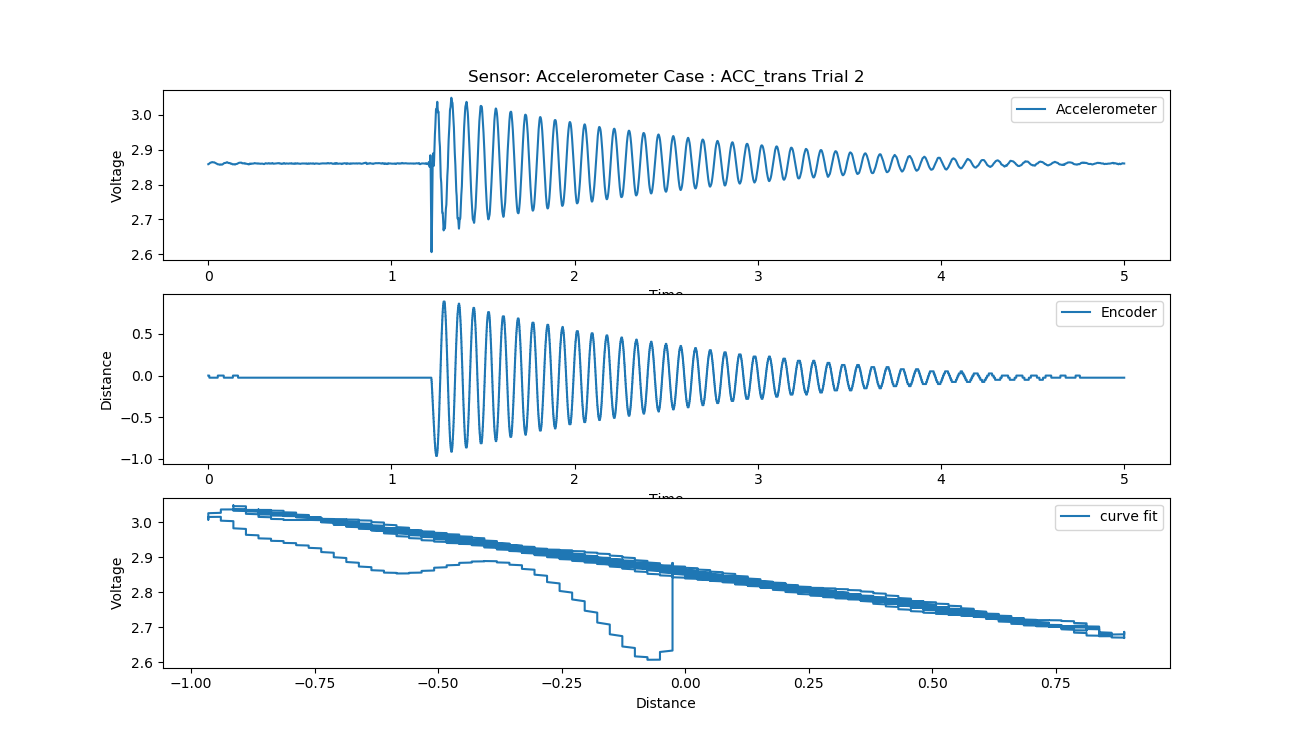 Sensor: Accelerometer Case : ACC_trans Trial 2
Accelerometer
Voltage
3.0
2.9
2.8
2.7
2.6
0 1 2 3 4 5
Time
Encoder
Distance
0.5
0.0
−0.5
−1.0
0 1 2 3 4 5
Time
curve fit
Voltage
3.0
2.9
2.8
2.7
2.6
−1.00 −0.75 −0.50 −0.25 0.00 0.25 0.50 0.75
Distance